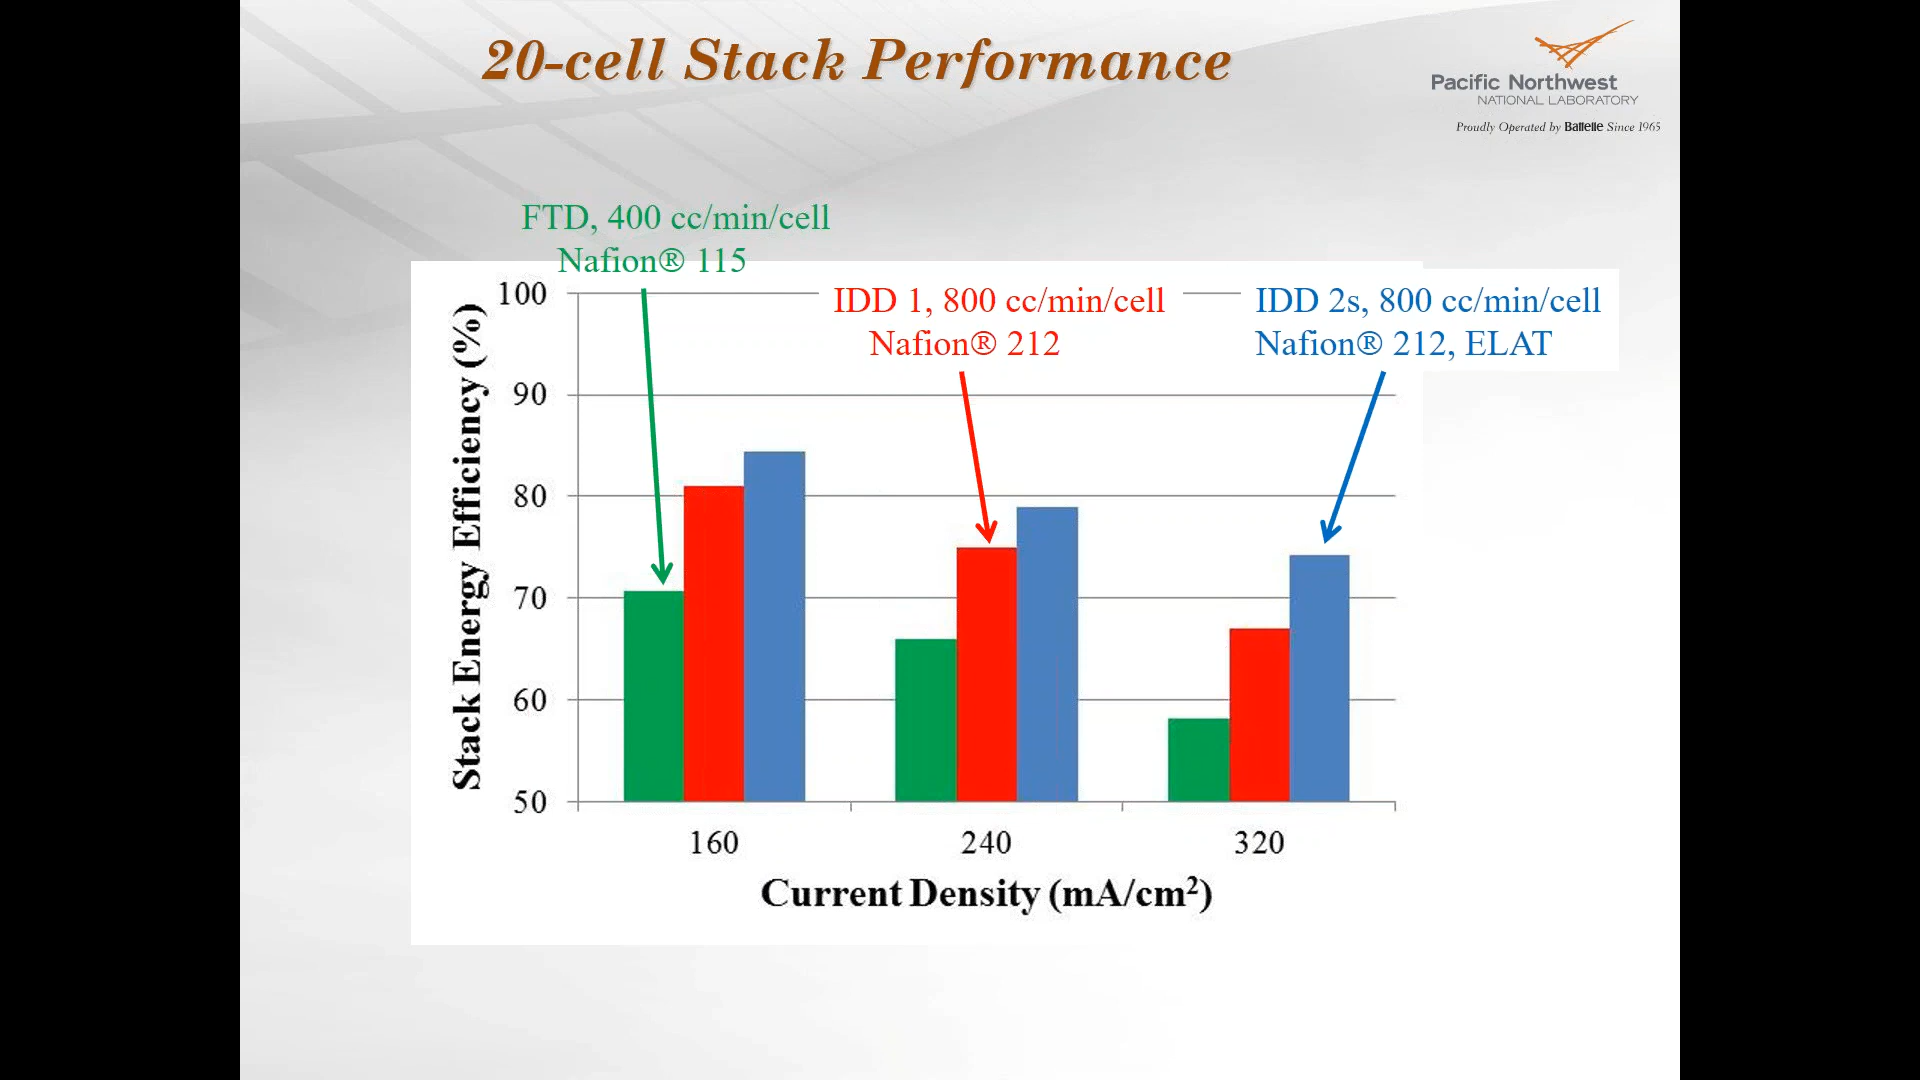 20-cell Stack Performance
Pacific Northwest
NATIONAL LABORATORY
Proudly Operated by Battelle Since 1965
FTD, 400 cc/min/cell
Nafion® 115
IDD 1, 800 cc/min/cell
Nafion® 212
IDD 2s, 800 cc/min/cell
Nafion® 212, ELAT
Stack Energy Efficiency (%)
100
90
80
70
60
50
160
240
320
Current Density (mA/cm²)